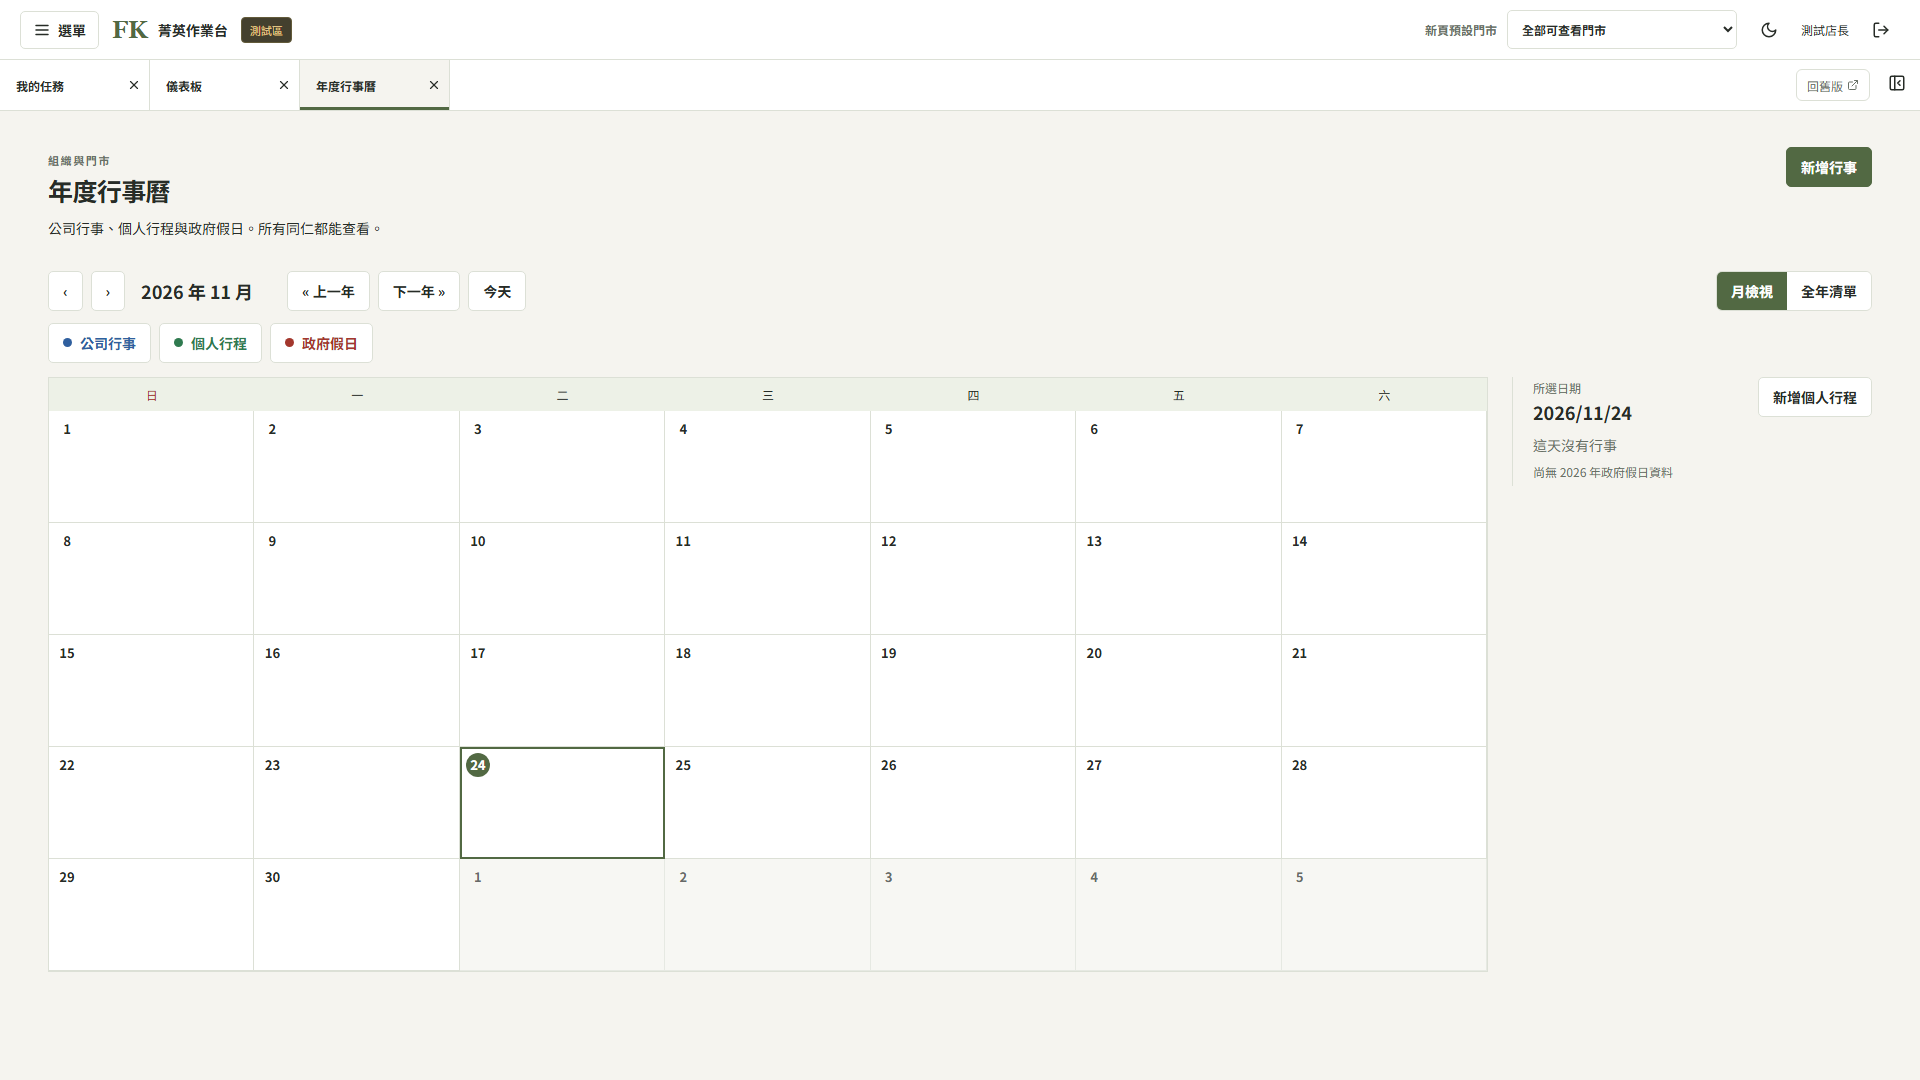 選單
FK 菁英作業台 測試區
新頁預設門市 全部可查看門市
測試店長
我的任務
儀表板
年度行事曆
回舊版
組織與門市
年度行事曆
新增行事
公司行事、個人行程與政府假日。所有同仁都能查看。
‹ › 2026 年 11 月 « 上一年 下一年 » 今天
月檢視 全年清單
公司行事 個人行程 政府假日
日 一 二 三 四 五 六
1 2 3 4 5 6 7
8 9 10 11 12 13 14
15 16 17 18 19 20 21
22 23 24 25 26 27 28
29 30 1 2 3 4 5
所選日期
2026/11/24
新增個人行程
這天沒有行事
尚無 2026 年政府假日資料